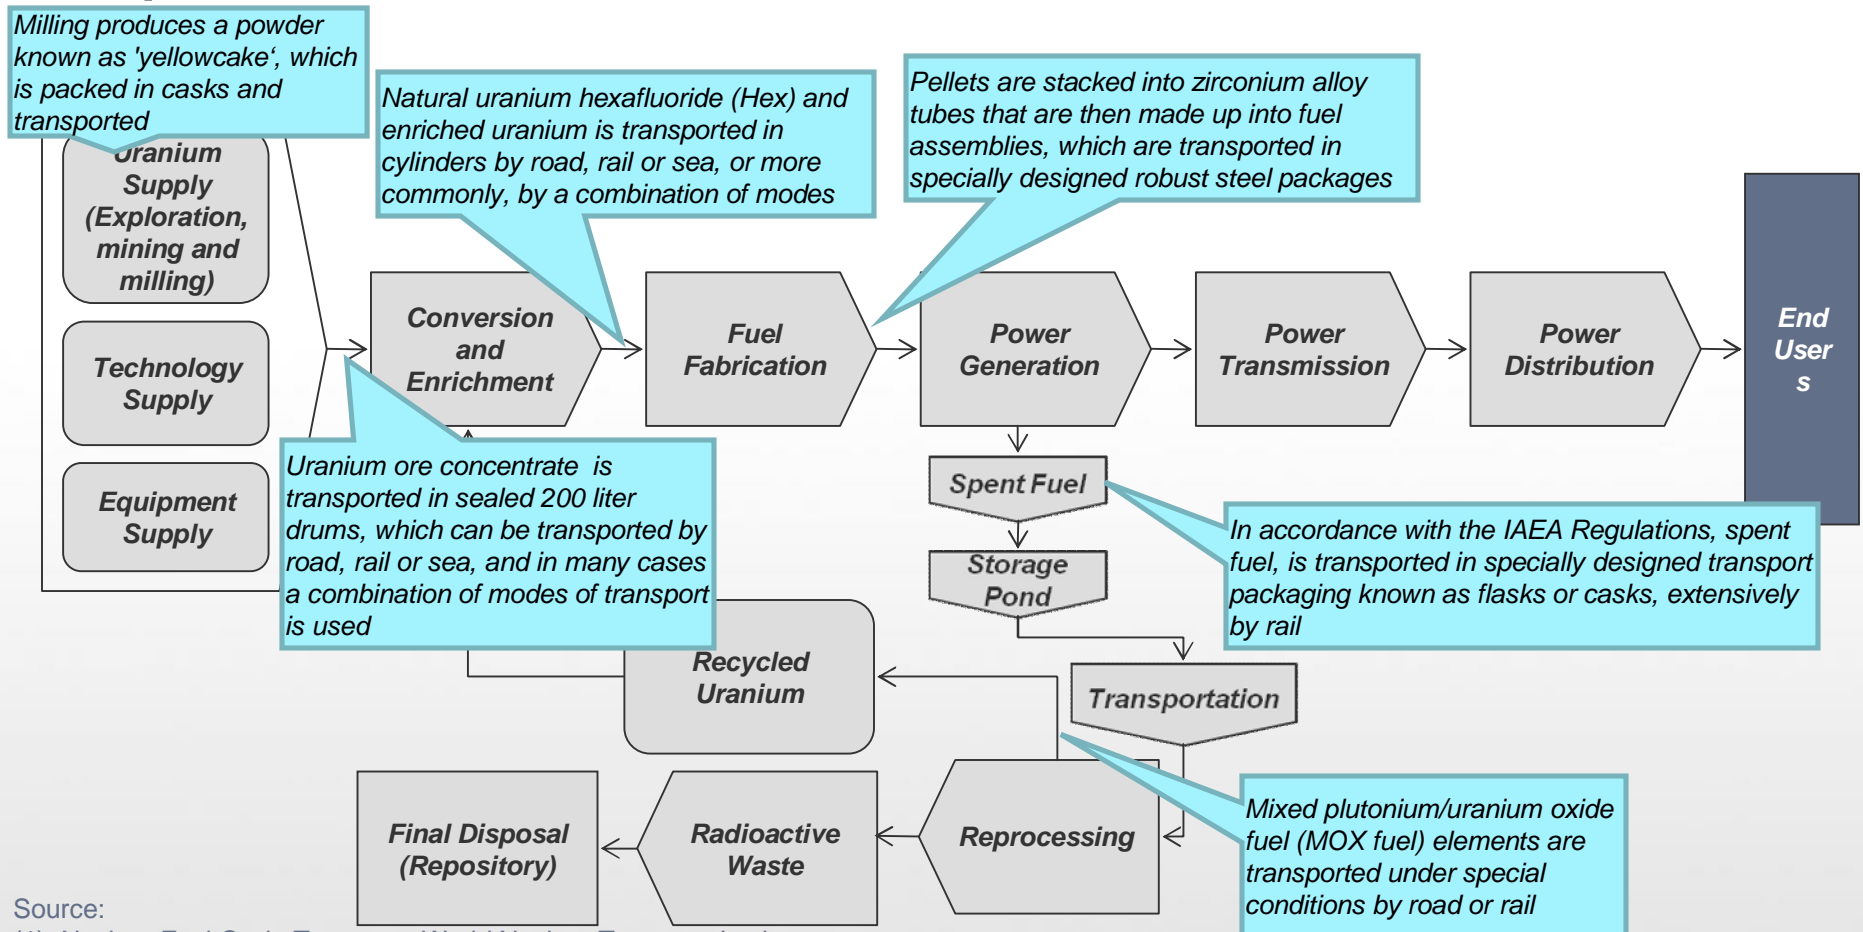 Milling produces a powder
known as 'yellowcake‘, which
is packed in casks and
transported
Natural uranium hexafluoride (Hex) and
enriched uranium is transported in
cylinders by road, rail or sea, or more
commonly, by a combination of modes
Pellets are stacked into zirconium alloy
tubes that are then made up into fuel
assemblies, which are transported in
specially designed robust steel packages
Uranium
Supply
(Exploration,
mining and
milling)
Technology
Supply
Equipment
Supply
Conversion
and
Enrichment
Fuel
Fabrication
Power
Generation
Power
Transmission
Power
Distribution
End
User
s
Uranium ore concentrate is
transported in sealed 200 liter
drums, which can be transported by
road, rail or sea, and in many cases
a combination of modes of transport
is used
Spent Fuel
Storage
Pond
In accordance with the IAEA Regulations, spent
fuel, is transported in specially designed transport
packaging known as flasks or casks, extensively
by rail
Recycled
Uranium
Transportation
Final Disposal
(Repository)
Radioactive
Waste
Reprocessing
Mixed plutonium/uranium oxide
fuel (MOX fuel) elements are
transported under special
conditions by road or rail
Source: